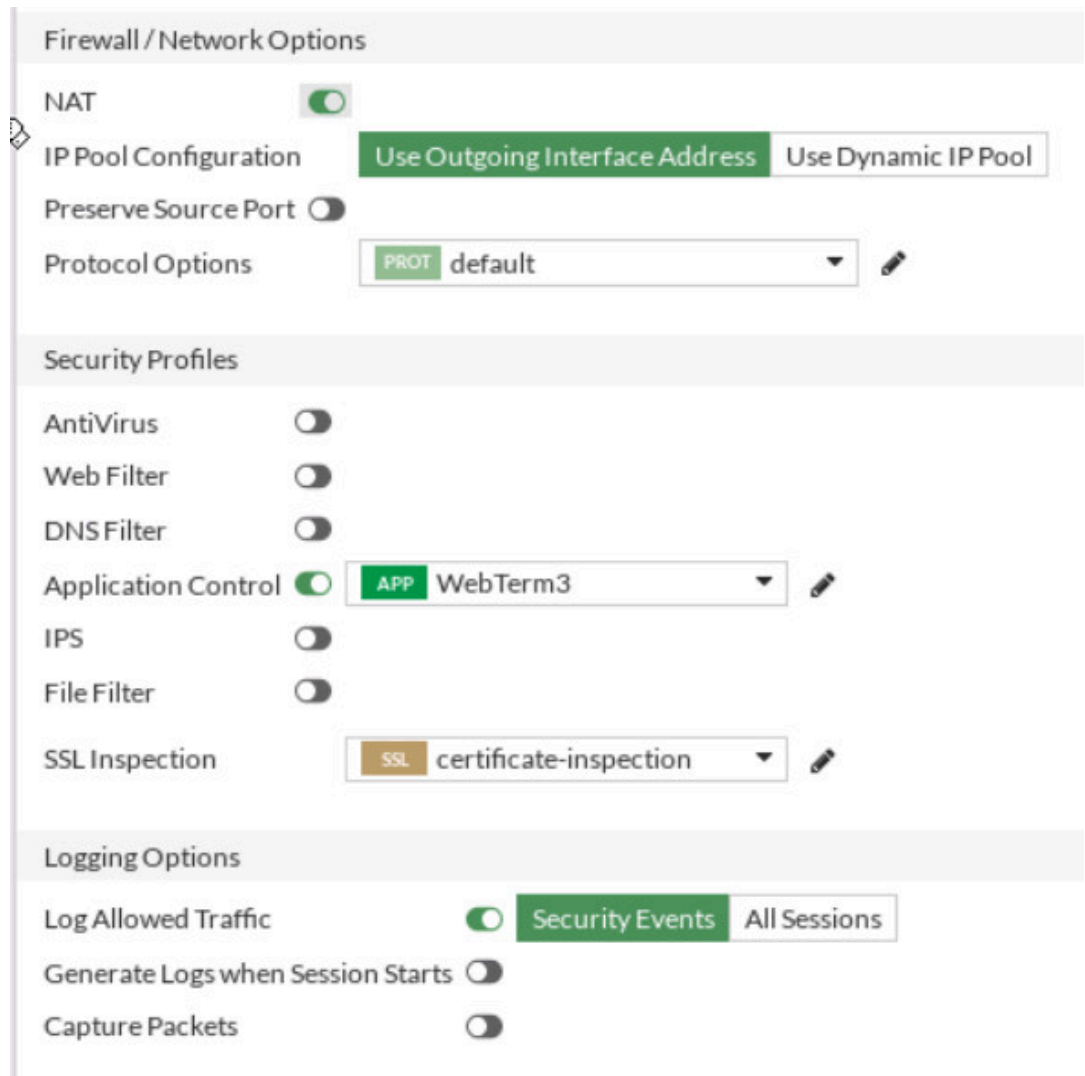 Firewall / Network Options
NAT
IP Pool Configuration Use Outgoing Interface Address Use Dynamic IP Pool
Preserve Source Port
Protocol Options PROT default
Security Profiles
AntiVirus
Web Filter
DNS Filter
Application Control APP WebTerm3
IPS
File Filter
SSL Inspection SSL certificate-inspection
Logging Options
Log Allowed Traffic Security Events All Sessions
Generate Logs when Session Starts
Capture Packets